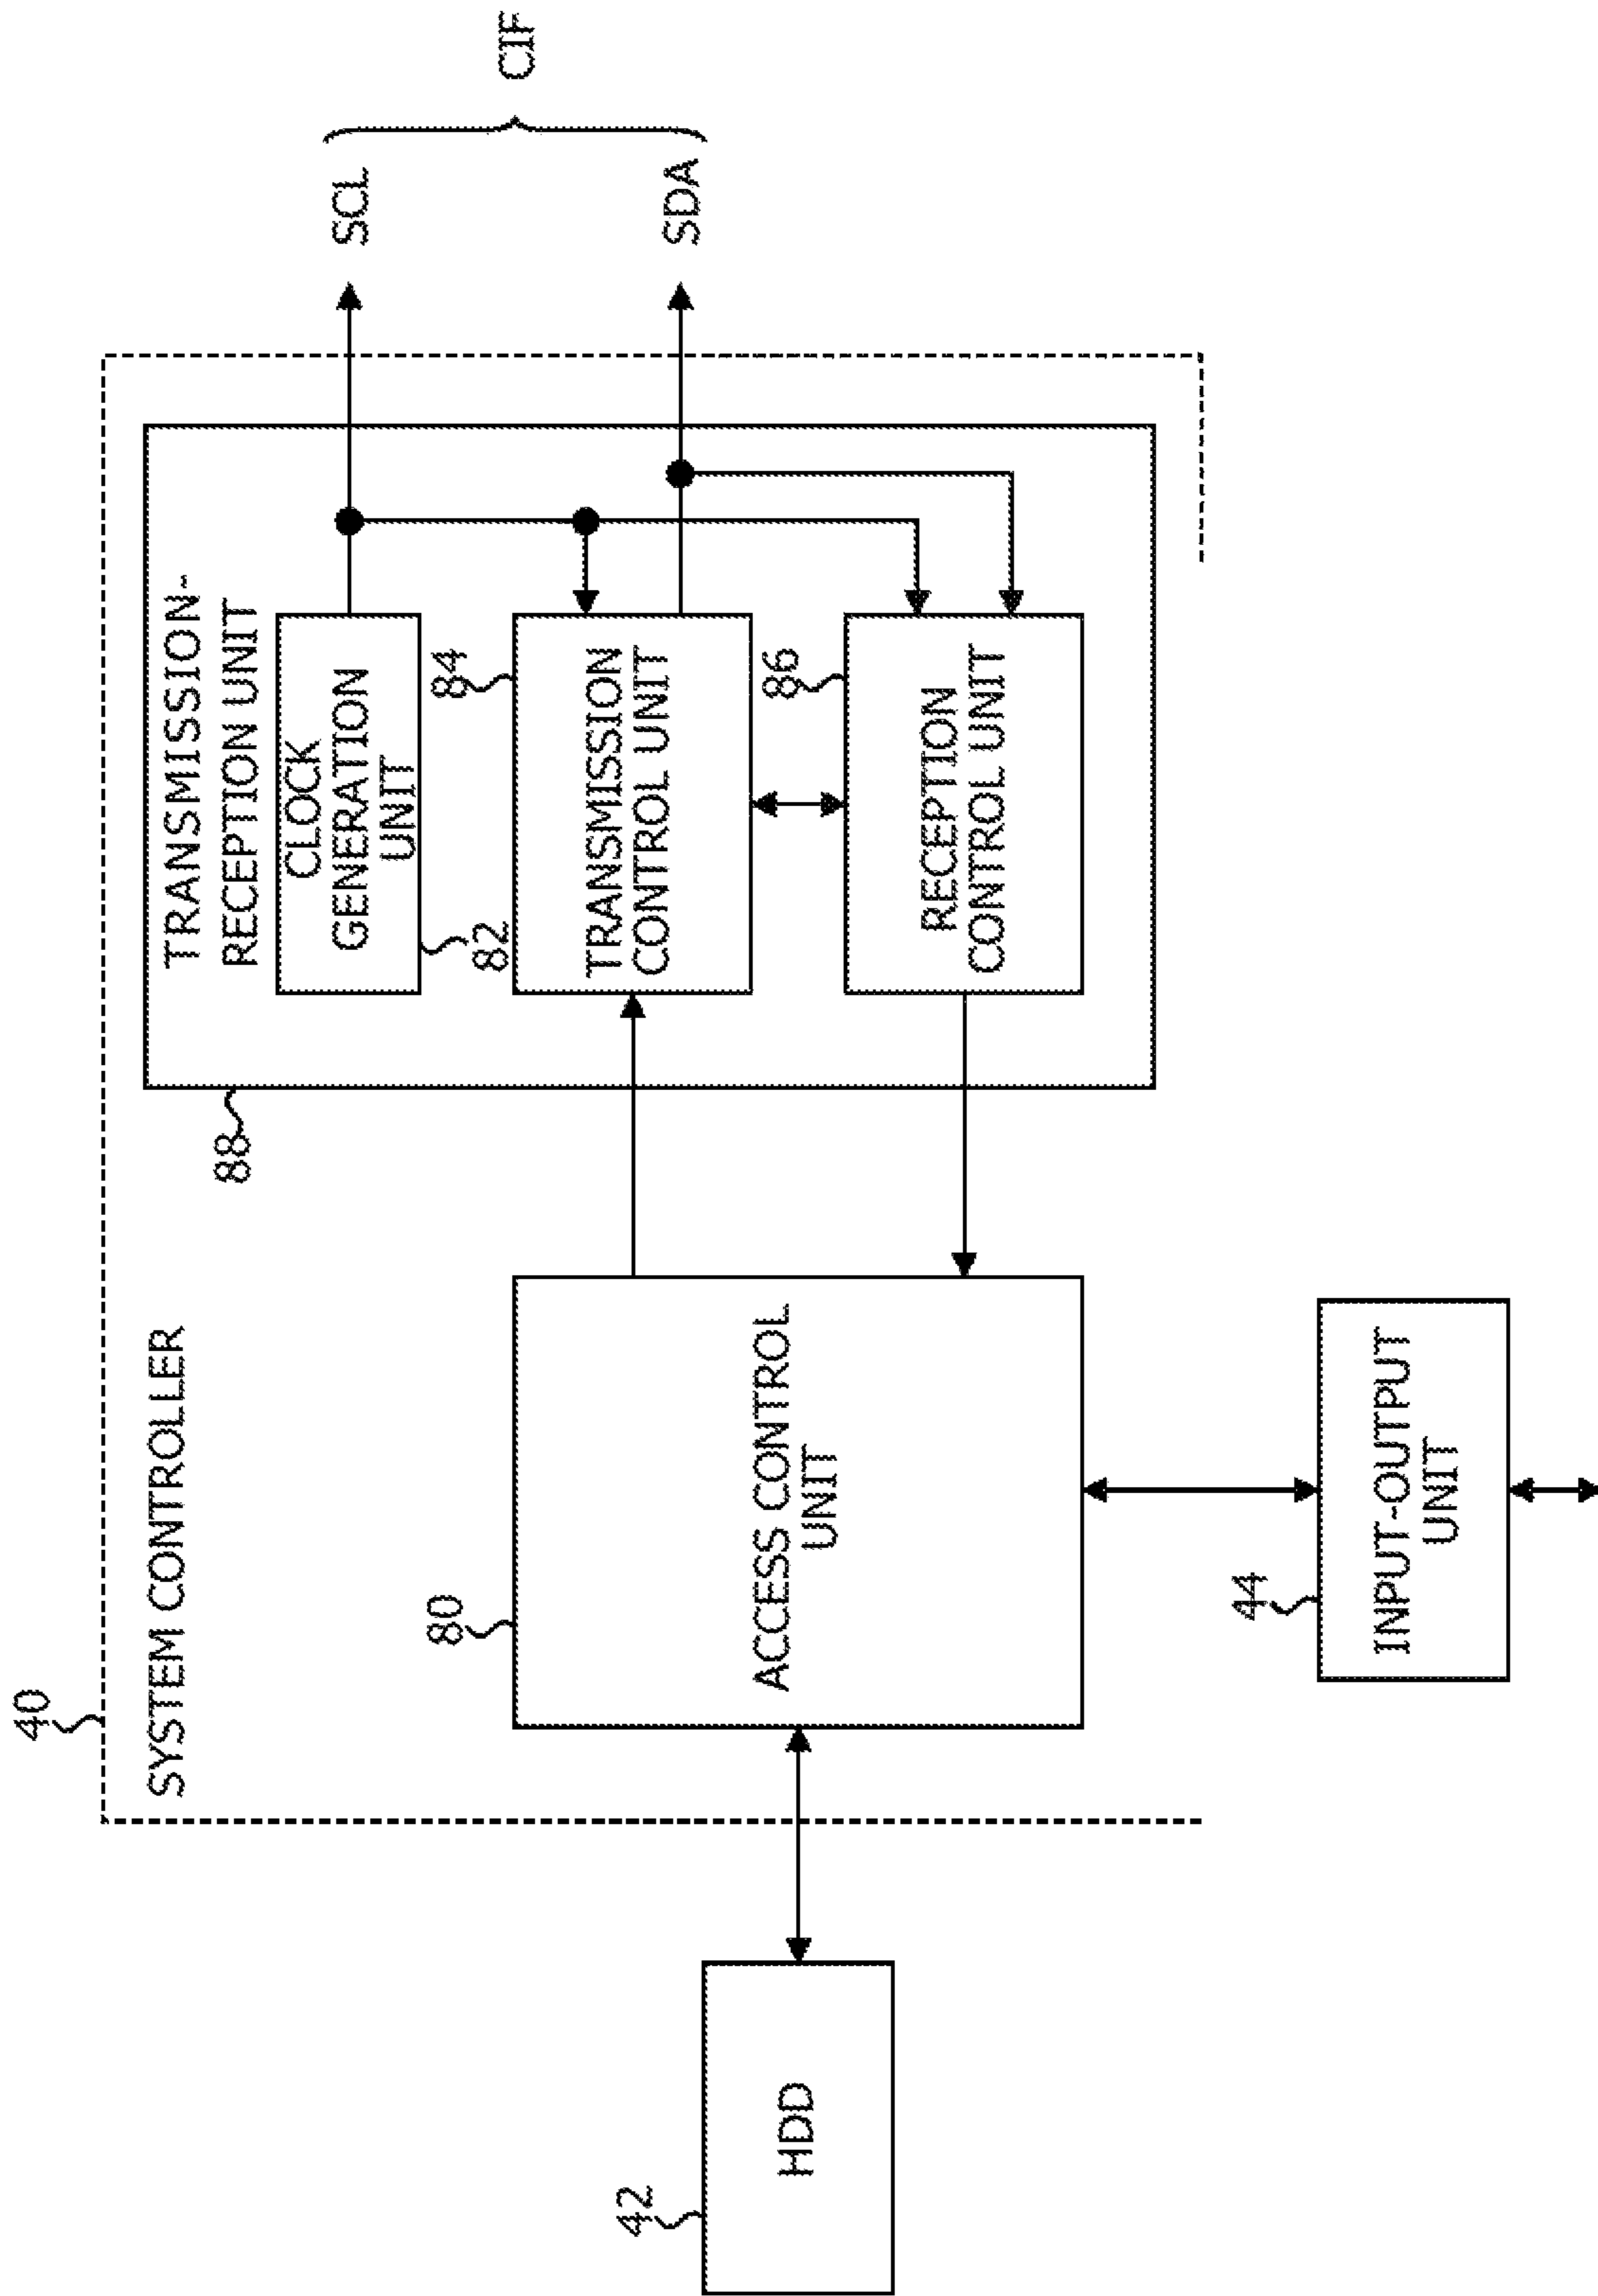 40
SYSTEM CONTROLLER
88
TRANSMISSION-
RECEPTION UNIT
CLOCK
GENERATION
UNIT
82
SCL
CIF
84
TRANSMISSION
CONTROL UNIT
SDA
80
ACCESS CONTROL
UNIT
86
RECEPTION
CONTROL UNIT
42
HDD
44
INPUT-OUTPUT
UNIT